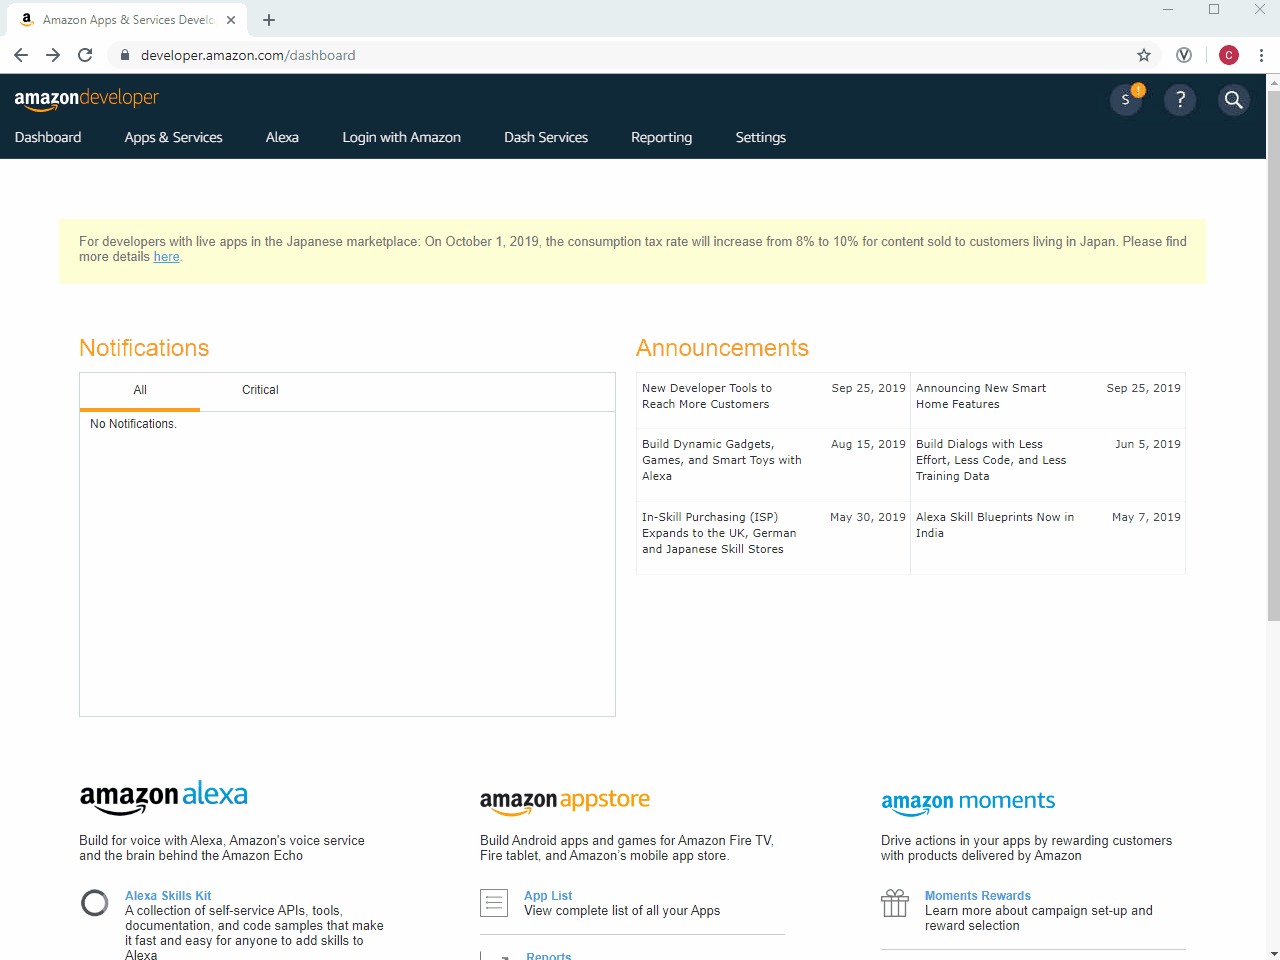 Amazon Apps & Services Develo
developer.amazon.com/dashboard
C
amazondeveloper
S
!
?
Dashboard
Apps & Services
Alexa
Login with Amazon
Dash Services
Reporting
Settings
For developers with live apps in the Japanese marketplace: On October 1, 2019, the consumption tax rate will increase from 8% to 10% for content sold to customers living in Japan. Please find
more details here.
Notifications
All
Critical
No Notifications.
Announcements
New Developer Tools to
Reach More Customers
Sep 25, 2019
Announcing New Smart
Home Features
Sep 25, 2019
Build Dynamic Gadgets,
Games, and Smart Toys with
Alexa
Aug 15, 2019
Build Dialogs with Less
Effort, Less Code, and Less
Training Data
Jun 5, 2019
In-Skill Purchasing (ISP)
Expands to the UK, German
and Japanese Skill Stores
May 30, 2019
Alexa Skill Blueprints Now in
India
May 7, 2019
amazon alexa
Build for voice with Alexa, Amazon's voice service
and the brain behind the Amazon Echo
Alexa Skills Kit
A collection of self-service APIs, tools,
documentation, and code samples that make
it fast and easy for anyone to add skills to
Alexa
amazon appstore
Build Android apps and games for Amazon Fire TV,
Fire tablet, and Amazon's mobile app store.
App List
View complete list of all your Apps
Reports
amazon moments
Drive actions in your apps by rewarding customers
with products delivered by Amazon
Moments Rewards
Learn more about campaign set-up and
reward selection